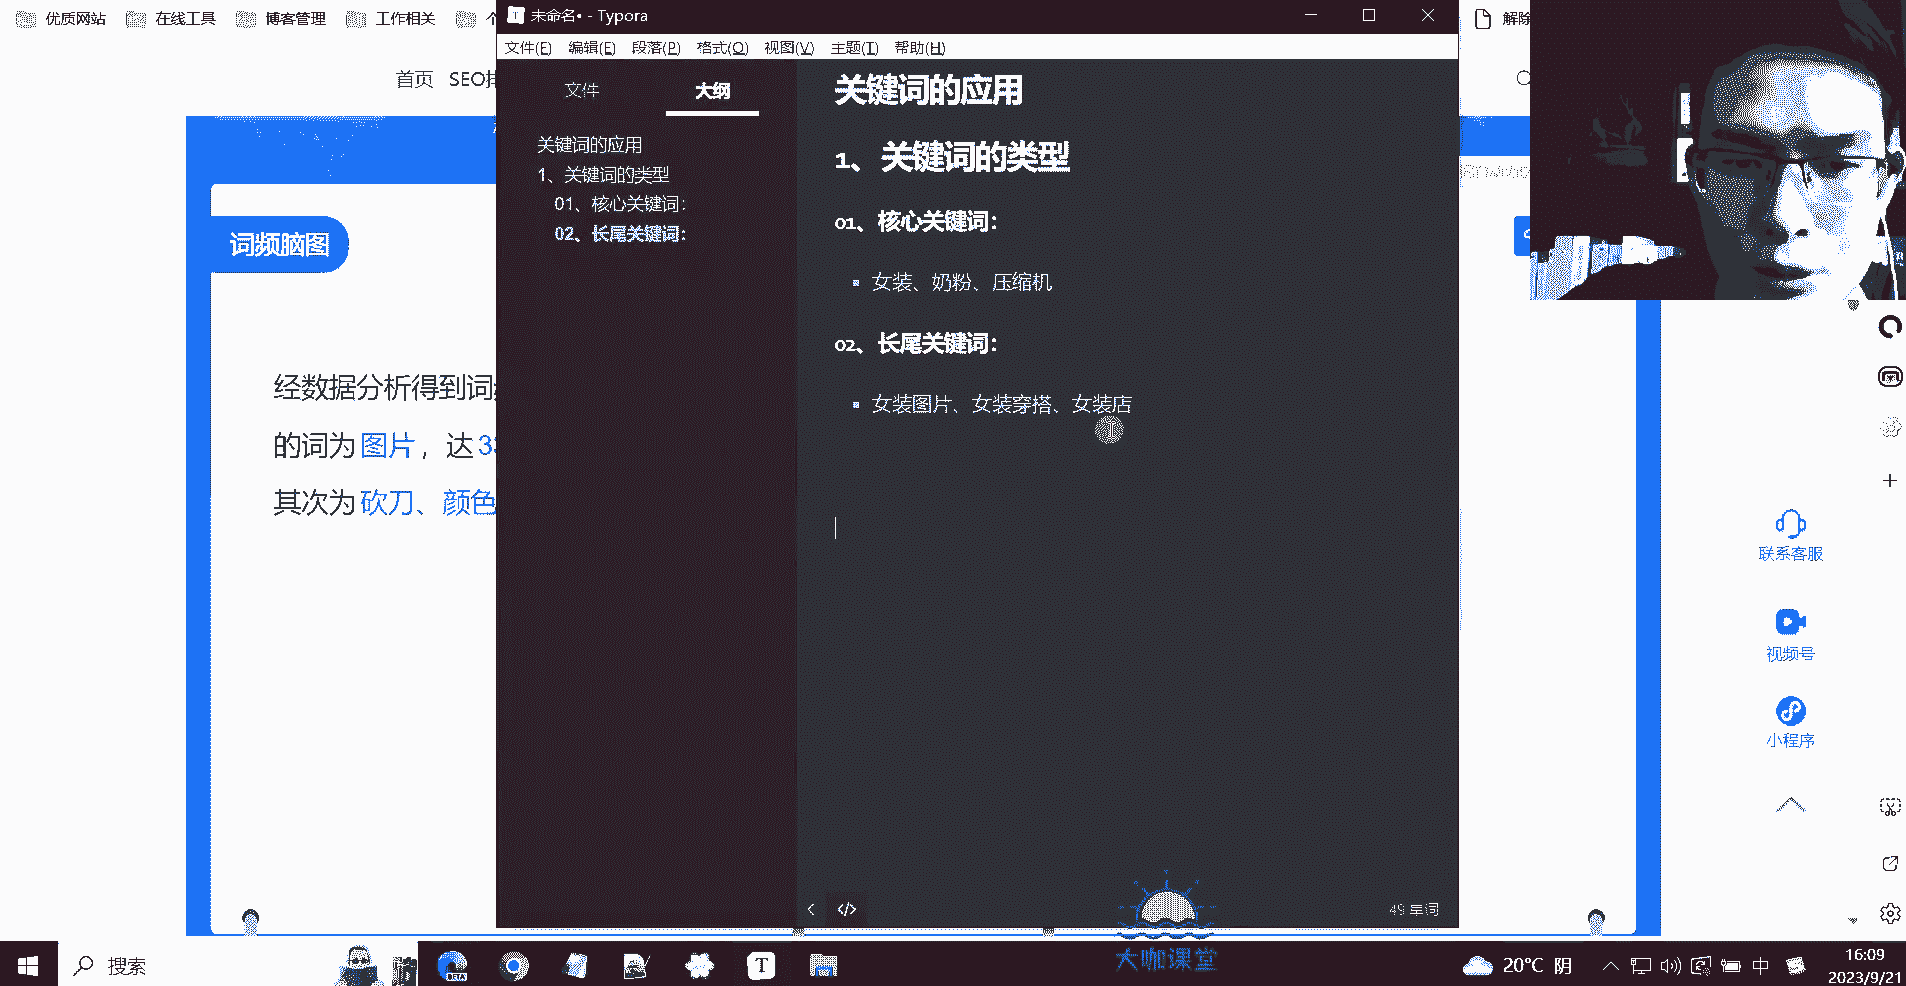 优质网站 在线工具 博客管理 工作相关
首页 SEO
词频脑图
经数据分析得到词
的词为 图片，达 33
其次为 砍刀、颜色
未命名• - Typora
文件(F) 编辑(E) 段落(P) 格式(O) 视图(V) 主题(T) 帮助(H)
文件 大纲
关键词的应用
1、关键词的类型
01、核心关键词：
02、长尾关键词：
关键词的应用
1、关键词的类型
01、核心关键词：
女装、奶粉、压缩机
02、长尾关键词：
女装图片、女装穿搭、女装店
</>
49 单词
解除
联系客服
视频号
小程序
大咖课堂
搜索
BETA
T
20°C 阴
中
16:09
2023/9/21